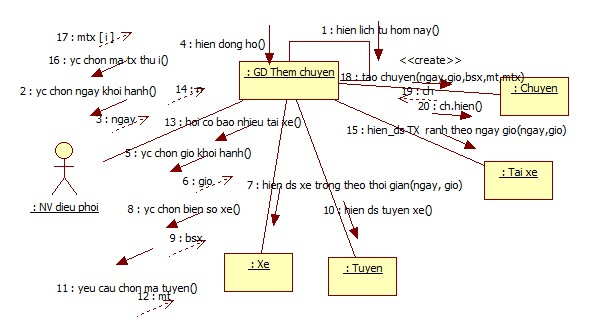 17 : mtx [ i ]
1 : hien lich tu hom nay()
4 : hien dong ho()
16 : yc chon ma tx thu i()
<<create>>
: GD Them chuyen
18 : tao chuyen(ngay,gio,bsx,mt,mtx)
2 : yc chon ngay khoi hanh()
14 : n
19 : ch
: Chuyen
20 : ch.hien()
3 : ngay
13 : hoi co bao nhieu tai xe()
15 : hien_ds TX ranh theo ngay gio(ngay,gio)
5 : yc chon gio khoi hanh()
: Tai xe
6 : gio
7 : hien ds xe trong theo thoi gian(ngay, gio)
: NV dieu phoi
8 : yc chon bien so xe()
10 : hien ds tuyen xe()
9 : bsx
: Xe
: Tuyen
11 : yeu cau chon ma tuyen()
12 : mt